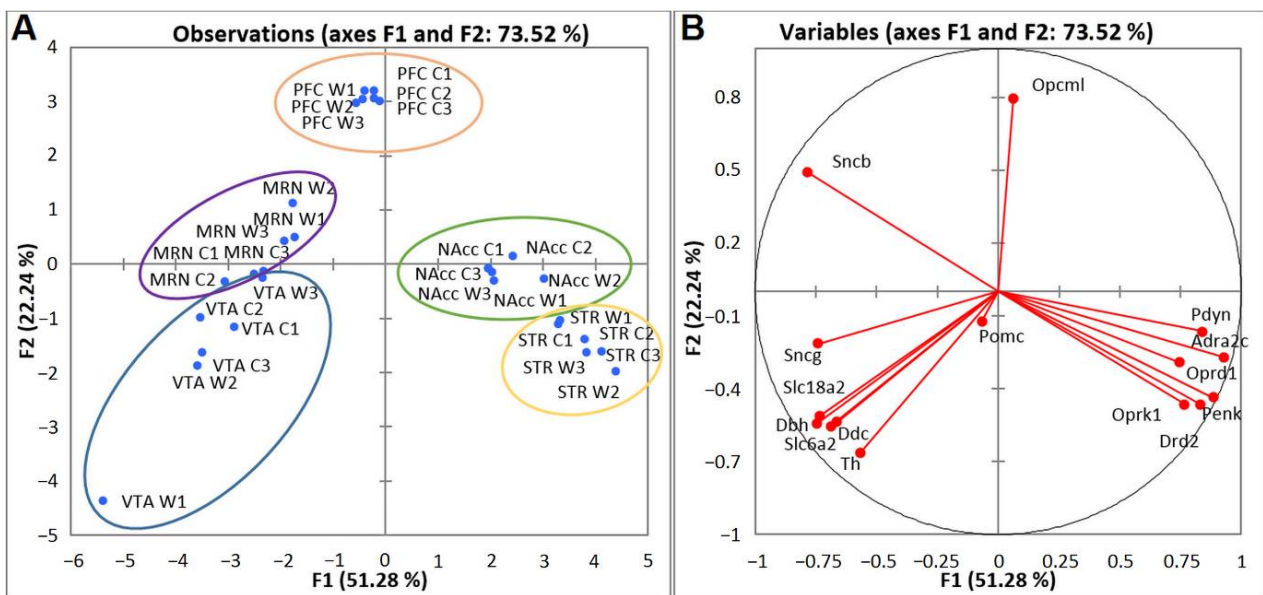 A
Observations (axes F1 and F2: 73.52 %)
4
3
2
1
0
−1
−2
−3
−4
−5
F2 (22.24 %)
PFC C1
PFC W1
PFC C2
PFC W2
PFC C3
PFC W3
MRN W2
MRN W1
MRN W3
MRN C1
MRN C3
MRN C2
VTA W3
VTA C2
VTA C1
VTA C3
VTA W2
VTA W1
NAcc C1
NAcc C2
NAcc C3
NAcc W2
NAcc W3
NAcc W1
STR W1
STR C2
STR C1
STR C3
STR W3
STR W2
−6
−5
−4
−3
−2
−1
0
1
2
3
4
5
F1 (51.28 %)
B
Variables (axes F1 and F2: 73.52 %)
0.8
0.5
0.2
−0.1
−0.4
−0.7
−1
F2 (22.24 %)
Opcml
Sncb
Pomc
Pdyn
Adra2c
Oprd1
Sncg
Slc18a2
Oprk1
Penk
Dbh
Ddc
Slc6a2
Drd2
Th
−1
−0.75
−0.5
−0.25
0
0.25
0.5
0.75
1
F1 (51.28 %)